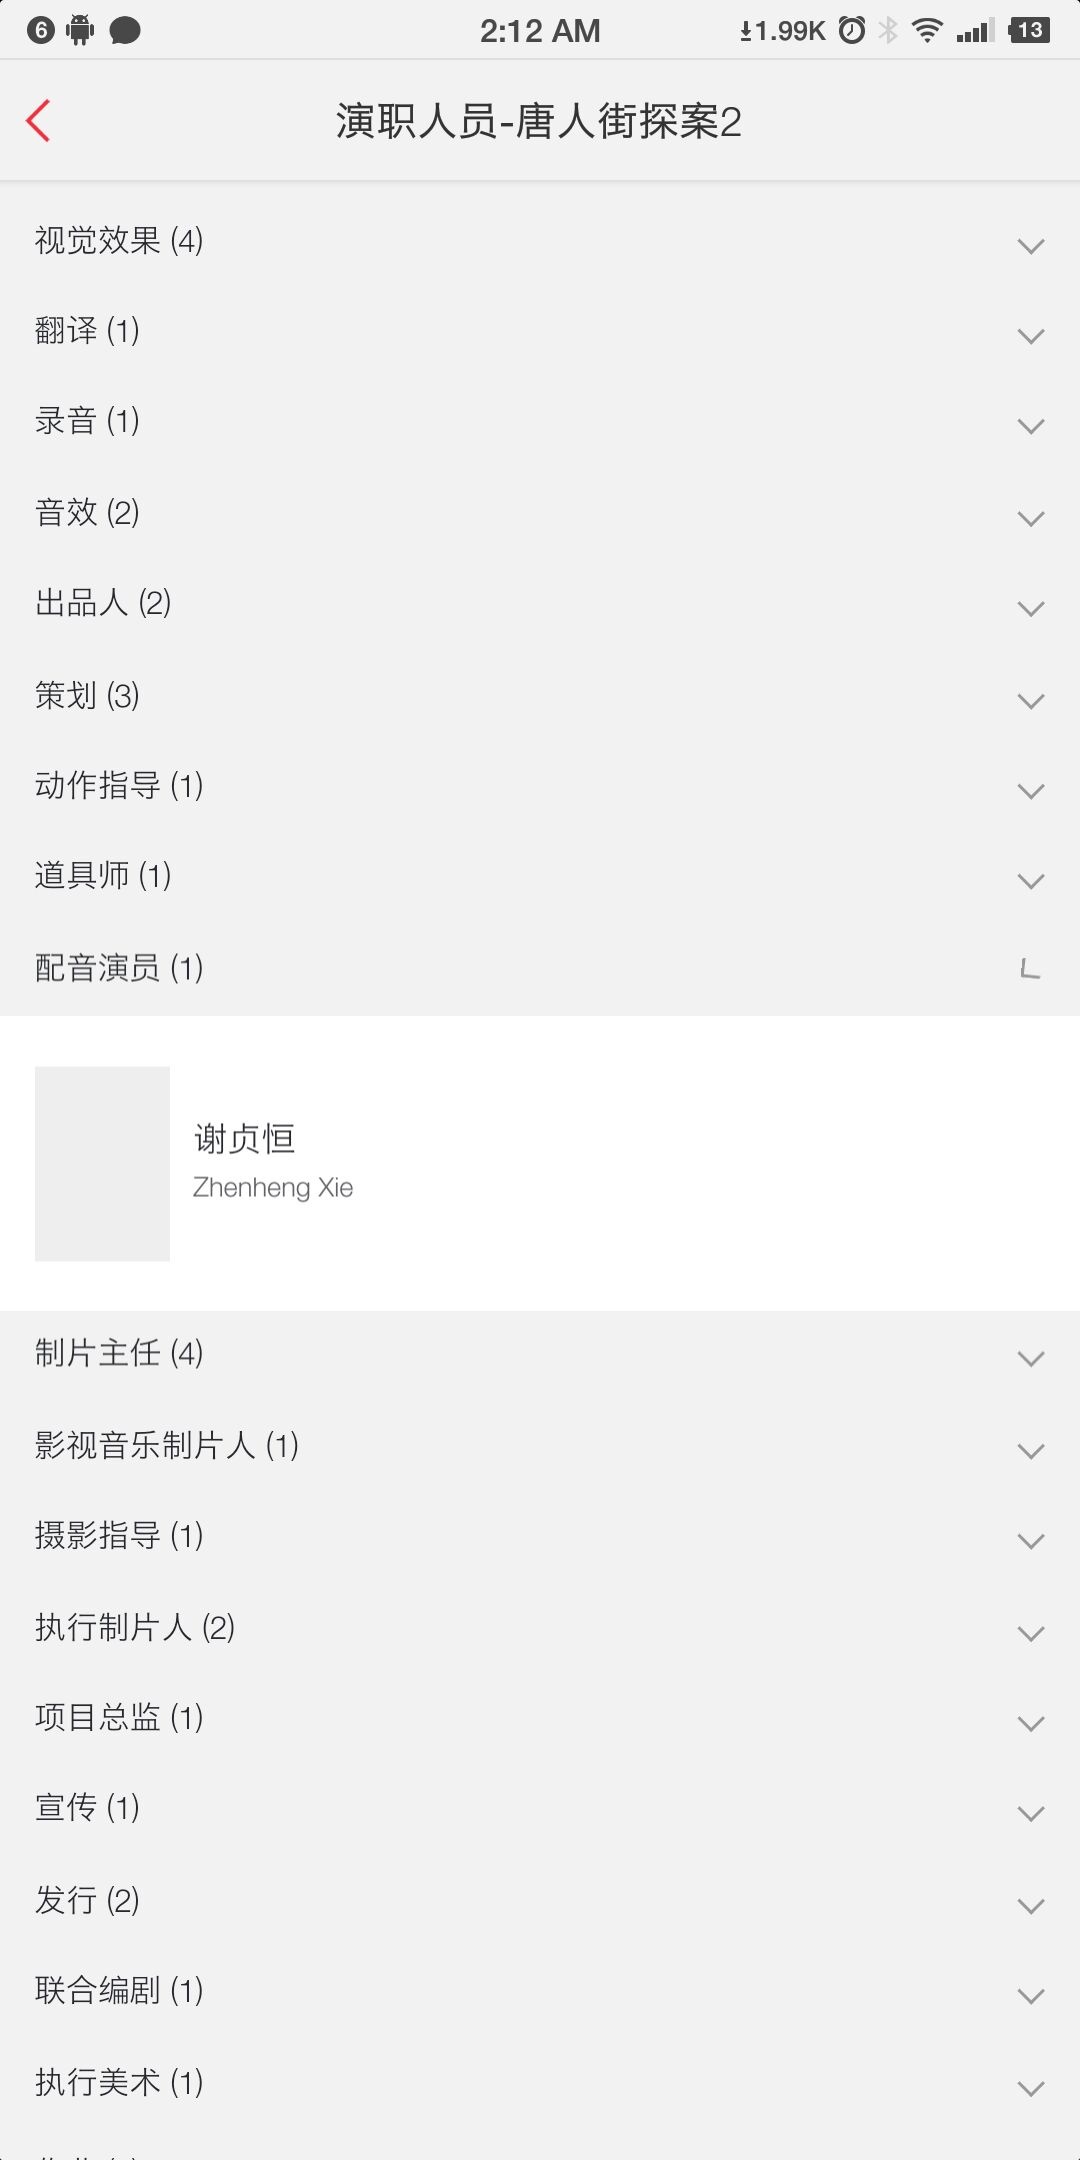 6
2:12 AM
1.99K
13
演职人员-唐人街探案2
视觉效果 (4)
翻译 (1)
录音 (1)
音效 (2)
出品人 (2)
策划 (3)
动作指导 (1)
道具师 (1)
配音演员 (1)
谢贞恒
Zhenheng Xie
制片主任 (4)
影视音乐制片人 (1)
摄影指导 (1)
执行制片人 (2)
项目总监 (1)
宣传 (1)
发行 (2)
联合编剧 (1)
执行美术 (1)